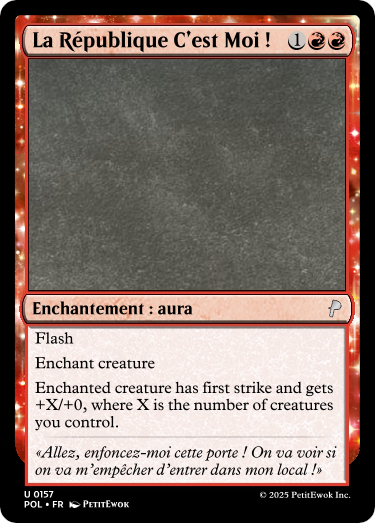 La République C'est Moi ! 1
Enchantement : aura
Flash
Enchant creature
Enchanted creature has first strike and gets
+X/+0, where X is the number of creatures
you control.
«Allez, enfoncez-moi cette porte ! On va voir si
on va m'empêcher d'entrer dans mon local !»
U 0157
POL • FR PetitEwok
© 2025 PetitEwok Inc.